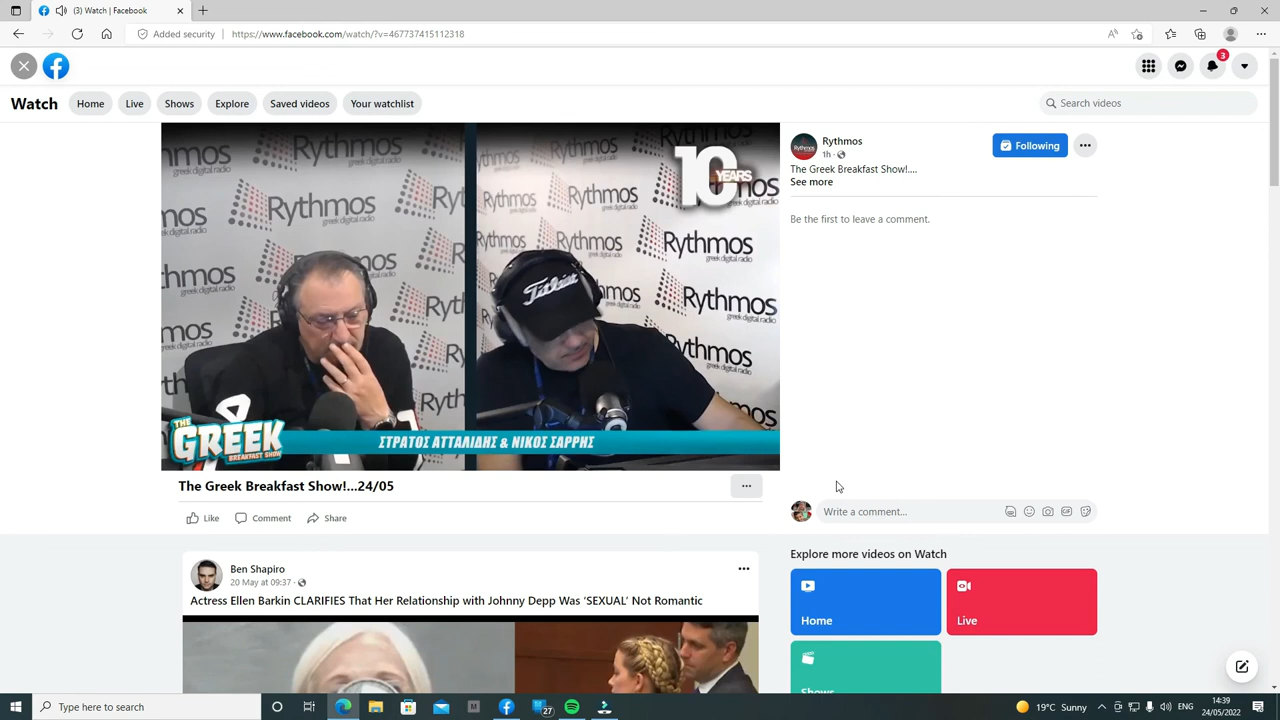 (3) Watch | Facebook
Added security
https://www.facebook.com/watch/?v=467737415112318
3
Watch
Home
Live
Shows
Explore
Saved videos
Your watchlist
Search videos
Rythmos
greek digital radio
10
YEARS
THE
GREEK
BREAKFAST SHOW
ΣΤΡΑΤΟΣ ΑΤΤΑΛΙΔΗΣ & ΝΙΚΟΣ ΣΑΡΡΗΣ
Titleist
Rythmos
1h
Following
The Greek Breakfast Show!....
See more
Be the first to leave a comment.
The Greek Breakfast Show!...24/05
Like
Comment
Share
Write a comment...
Ben Shapiro
20 May at 09:37
Actress Ellen Barkin CLARIFIES That Her Relationship with Johnny Depp Was ‘SEXUAL’ Not Romantic
Explore more videos on Watch
Home
Live
Shows
Type here to search
27
19°C Sunny
ENG
14:39
24/05/2022